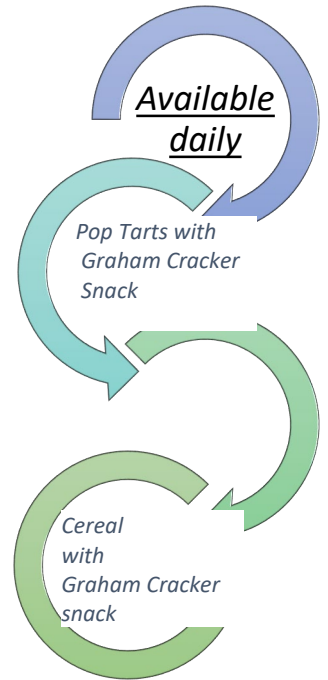 Available
daily
Pop Tarts with
Graham Cracker
Snack
Cereal
with
Graham Cracker
snack